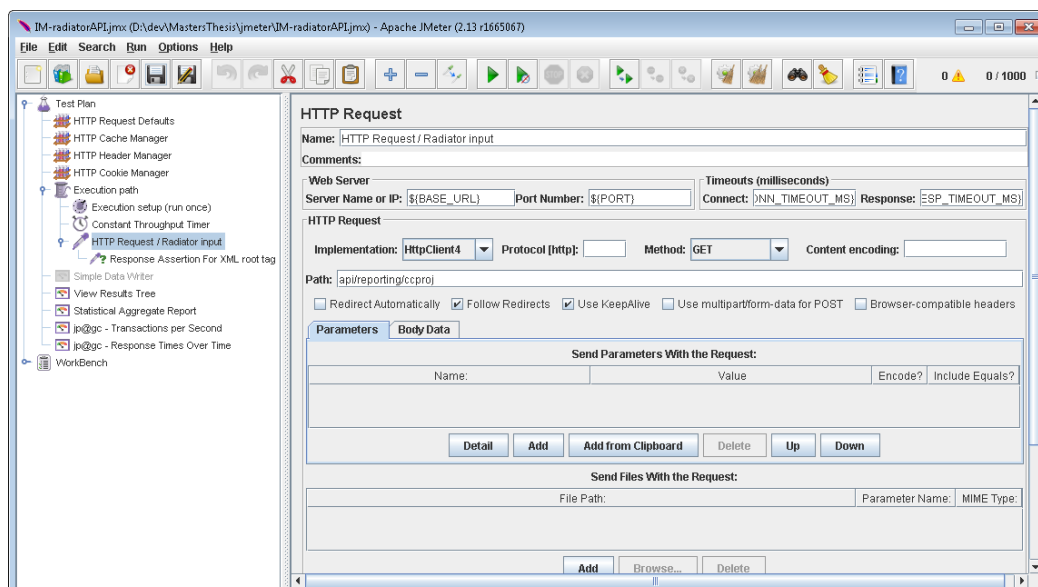 IM-radiatorAPI.jmx (D:\dev\MastersThesis\jmeter\IM-radiatorAPI.jmx) - Apache JMeter (2.13 r1665067)
File Edit Search Run Options Help
STOP
0 0 / 1000
Test Plan
HTTP Request Defaults
HTTP Cache Manager
HTTP Header Manager
HTTP Cookie Manager
Execution path
Execution setup (run once)
Constant Throughput Timer
HTTP Request / Radiator input
Response Assertion For XML root tag
Simple Data Writer
View Results Tree
Statistical Aggregate Report
jp@gc - Transactions per Second
jp@gc - Response Times Over Time
WorkBench
HTTP Request
Name: HTTP Request / Radiator input
Comments:
Web Server
Server Name or IP: ${BASE_URL} Port Number: ${PORT}
Timeouts (milliseconds)
Connect: ONN_TIMEOUT_MS} Response: ESP_TIMEOUT_MS}
HTTP Request
Implementation: HttpClient4 Protocol [http]: Method: GET Content encoding:
Path: api/reporting/ccproj
Redirect Automatically Follow Redirects Use KeepAlive Use multipart/form-data for POST Browser-compatible headers
Parameters Body Data
Send Parameters With the Request:
Name: Value Encode? Include Equals?
Detail Add Add from Clipboard Delete Up Down
Send Files With the Request:
File Path: Parameter Name: MIME Type:
Add Browse... Delete